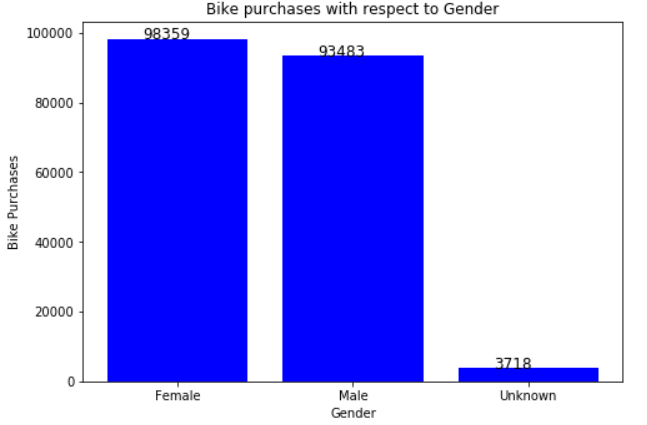 Bike purchases with respect to Gender
100000
80000
60000
40000
20000
0
Bike Purchases
98359
93483
3718
Female
Male
Unknown
Gender